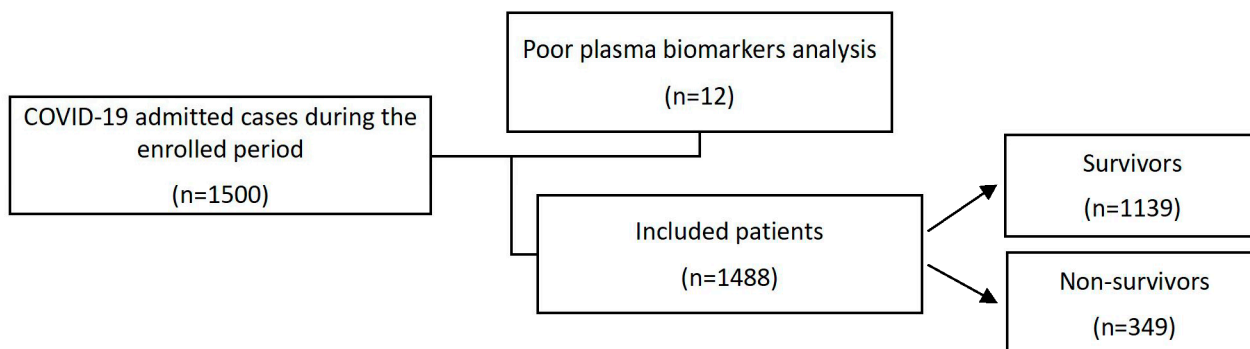 COVID-19 admitted cases during the
enrolled period
(n=1500)
Poor plasma biomarkers analysis
(n=12)
Included patients
(n=1488)
Survivors
(n=1139)
Non-survivors
(n=349)